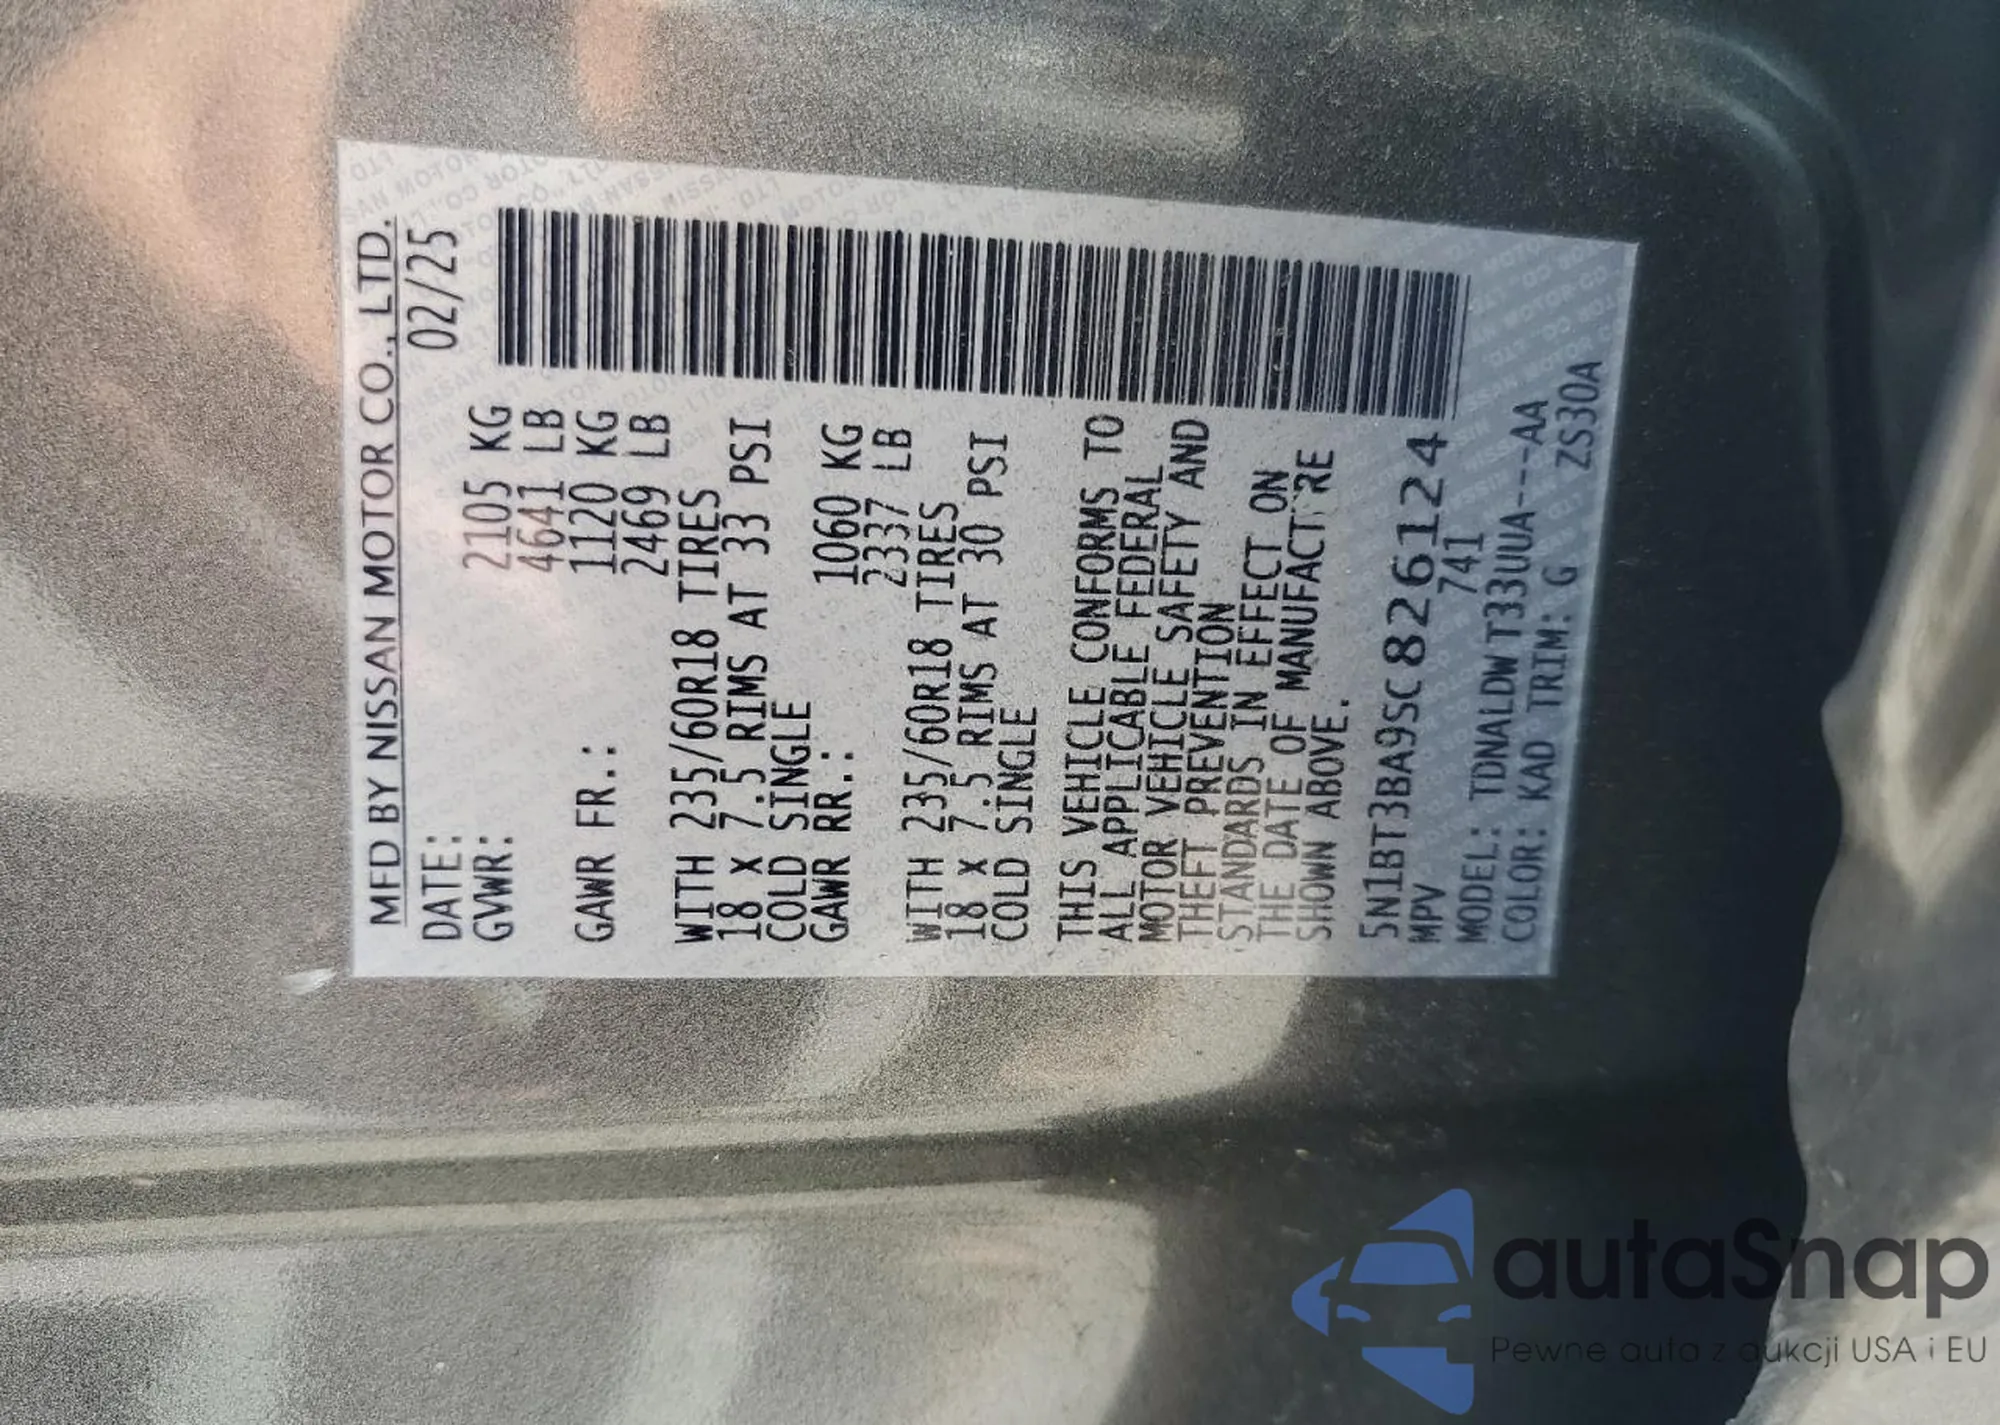 MFD BY NISSAN MOTOR CO., LTD.
DATE: 02/25
GVWR: 2105 KG
4641 LB
GAWR FR.: 1120 KG
2469 LB
WITH 235/60R18 TIRES
18 x 7.5 RIMS AT 33 PSI
COLD SINGLE
GAWR RR.: 1060 KG
2337 LB
WITH 235/60R18 TIRES
18 x 7.5 RIMS AT 30 PSI
COLD SINGLE
THIS VEHICLE CONFORMS TO
ALL APPLICABLE FEDERAL
MOTOR VEHICLE SAFETY AND
THEFT PREVENTION
STANDARDS IN EFFECT ON
THE DATE OF MANUFACTURE
SHOWN ABOVE.
5N1BT3BA9SC826124
MPV 741
MODEL: TDNALDWT33UUA---AA
COLOR: KAD TRIM: G ZS30A
autaSnap
Pewne auta z aukcji USA i EU